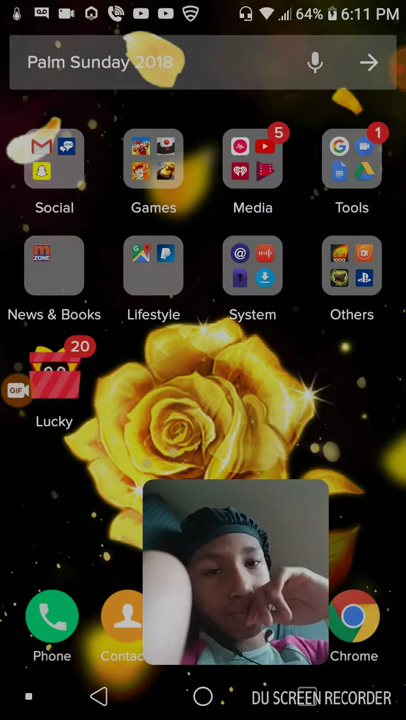 64% 6:11 PM
Palm Sunday 2018
5
1
Social Games Media Tools
News & Books Lifestyle System Others
20
GIF
Lucky
Phone Contac Chrome
DU SCREEN RECORDER